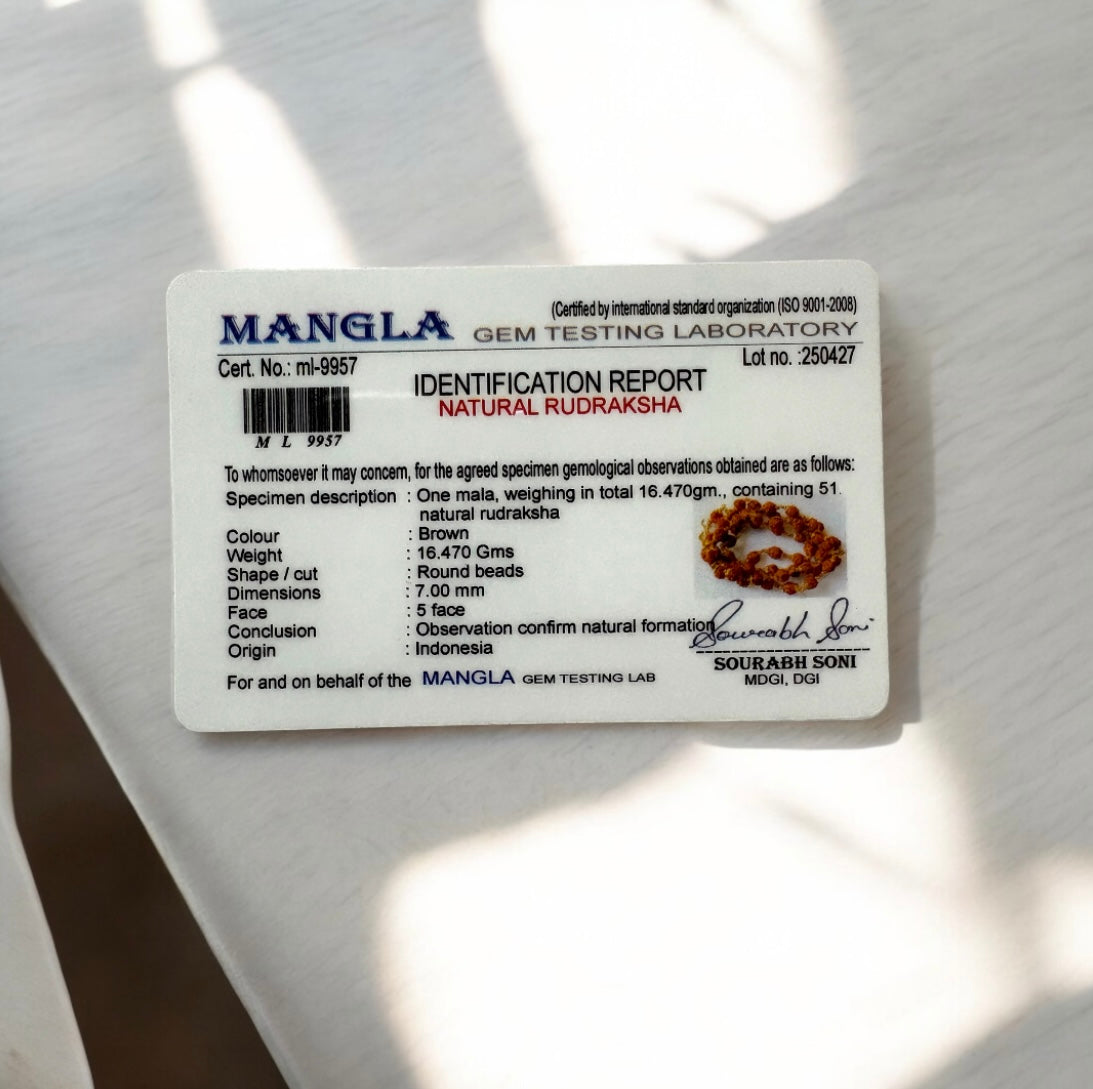 MANGLA
(Certified by international standard organization (ISO 9001-2008)
GEM TESTING LABORATORY
Cert. No.: ml-9957
Lot no. :250427
IDENTIFICATION REPORT
NATURAL RUDRAKSHA
M L 9957
To whomsoever it may concern, for the agreed specimen gemological observations obtained are as follows:
Specimen description : One mala, weighing in total 16.470gm., containing 51.
natural rudraksha
Colour : Brown
Weight : 16.470 Gms
Shape / cut : Round beads
Dimensions : 7.00 mm
Face : 5 face
Conclusion : Observation confirm natural formation
Origin : Indonesia
Sourabh Soni
SOURABH SONI
MDGI, DGI
For and on behalf of the MANGLA GEM TESTING LAB